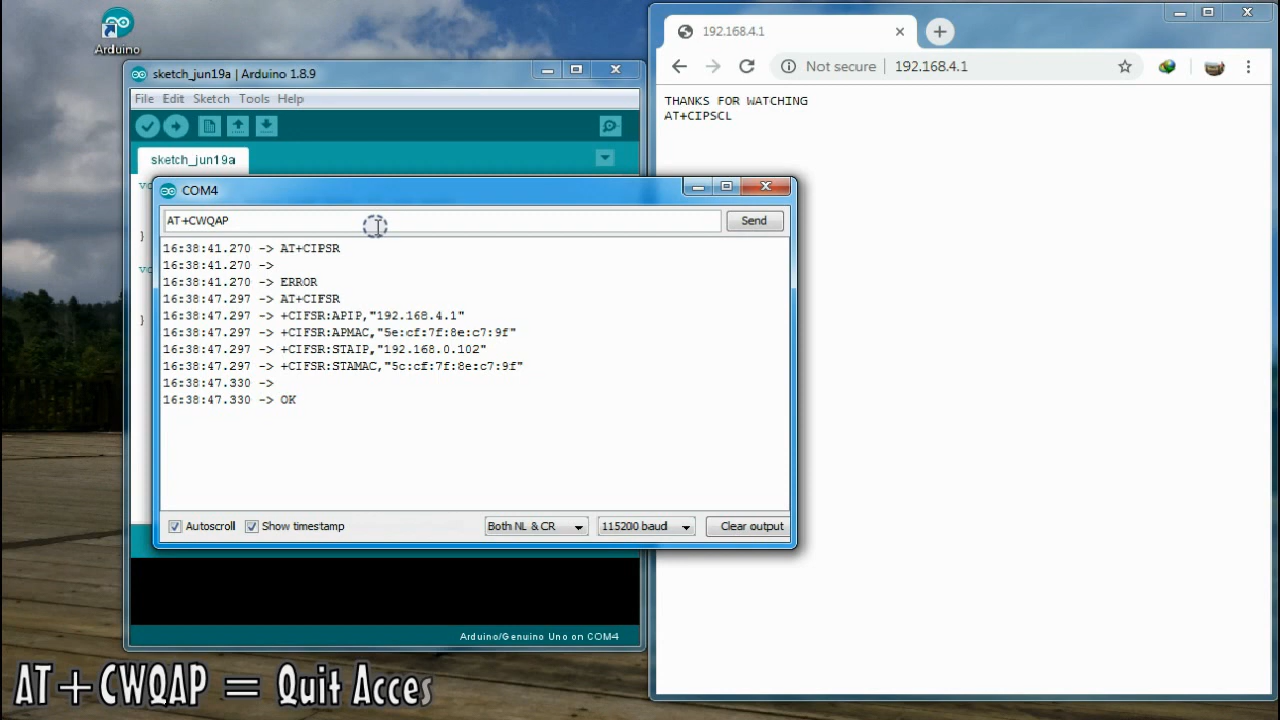 Arduino
sketch_jun19a | Arduino 1.8.9
File Edit Sketch Tools Help
sketch_jun19a
vo
}
vo
}
COM4
AT+CWQAP
Send
16:38:41.270 -> AT+CIPSR
16:38:41.270 ->
16:38:41.270 -> ERROR
16:38:47.297 -> AT+CIFSR
16:38:47.297 -> +CIFSR:APIP,"192.168.4.1"
16:38:47.297 -> +CIFSR:APMAC,"5e:cf:7f:8e:c7:9f"
16:38:47.297 -> +CIFSR:STAIP,"192.168.0.102"
16:38:47.297 -> +CIFSR:STAMAC,"5c:cf:7f:8e:c7:9f"
16:38:47.330 ->
16:38:47.330 -> OK
Autoscroll Show timestamp Both NL & CR 115200 baud Clear output
Arduino/Genuino Uno on COM4
192.168.4.1
Not secure | 192.168.4.1
THANKS FOR WATCHING
AT+CIPSCL
AT+CWQAP = Quit Acces